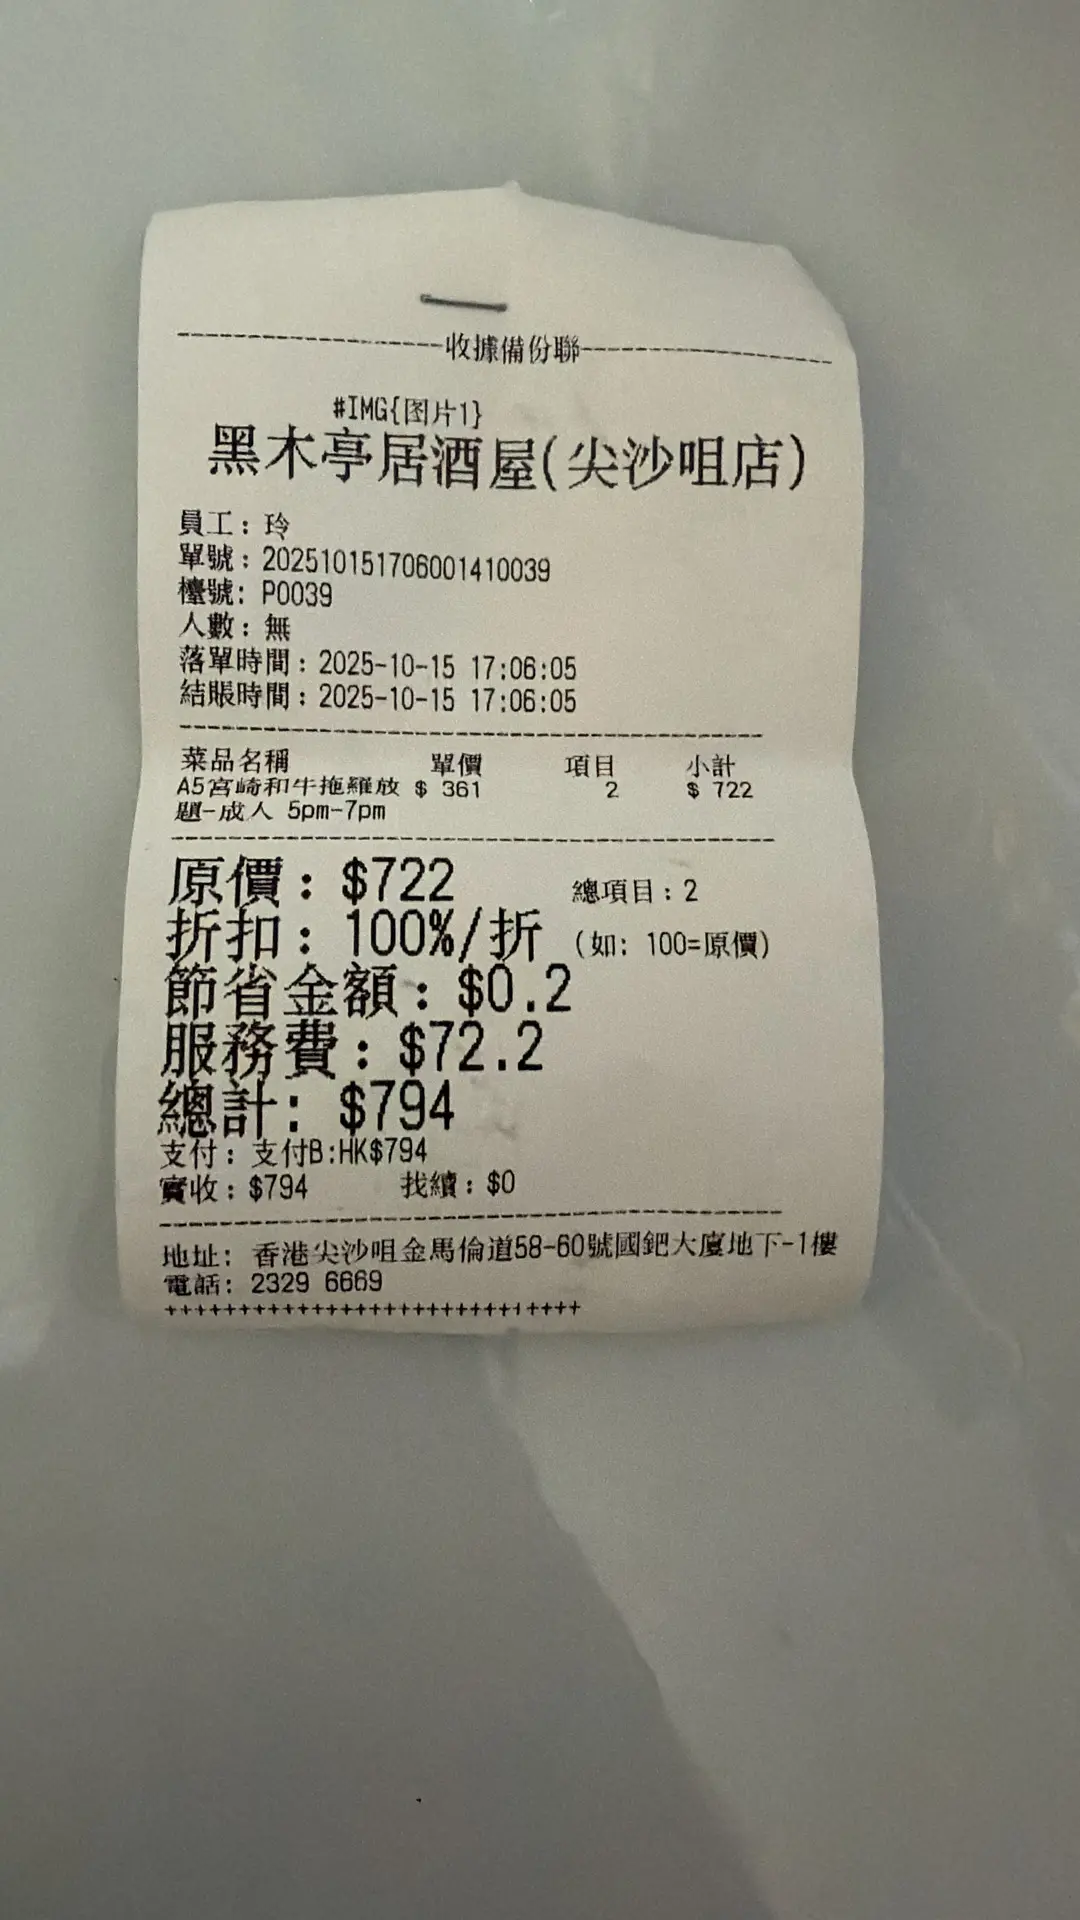 收據備份聯
#IMG{图片1}
黑木亭居酒屋(尖沙咀店)
員工: 玲
單號: 2025101517060014​10039
檯號: P0039
人數: 無
落單時間: 2025-10-15 17:06:05
結賬時間: 2025-10-15 17:06:05
菜品名稱 單價 項目 小計
A5宮崎和牛拖羅放 $ 361 2 $ 722
題-成人 5pm-7pm
原價: $722 總項目: 2
折扣: 100%/折 (如: 100=原價)
節省金額: $0.2
服務費: $72.2
總計: $794
支付: 支付B:HK$794
實收: $794 找續: $0
地址: 香港尖沙咀金馬倫道58-60號國鈀大廈地下-1樓
電話: 2329 6669
++++++++++++++++++++++++++++